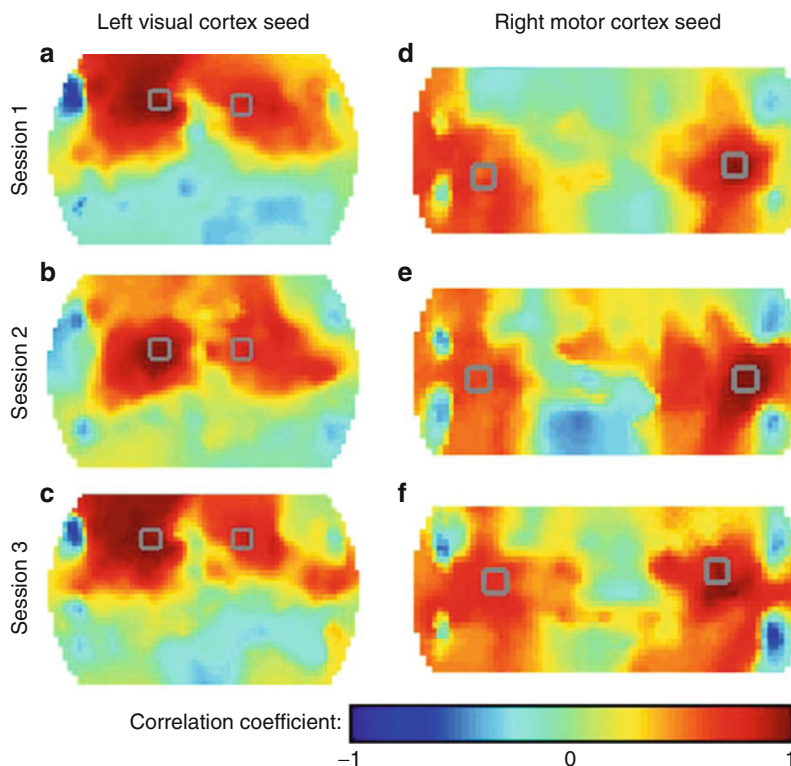 Left visual cortex seed
Right motor cortex seed
a
d
Session 1
b
e
Session 2
c
f
Session 3
Correlation coefficient:
−1
0
1